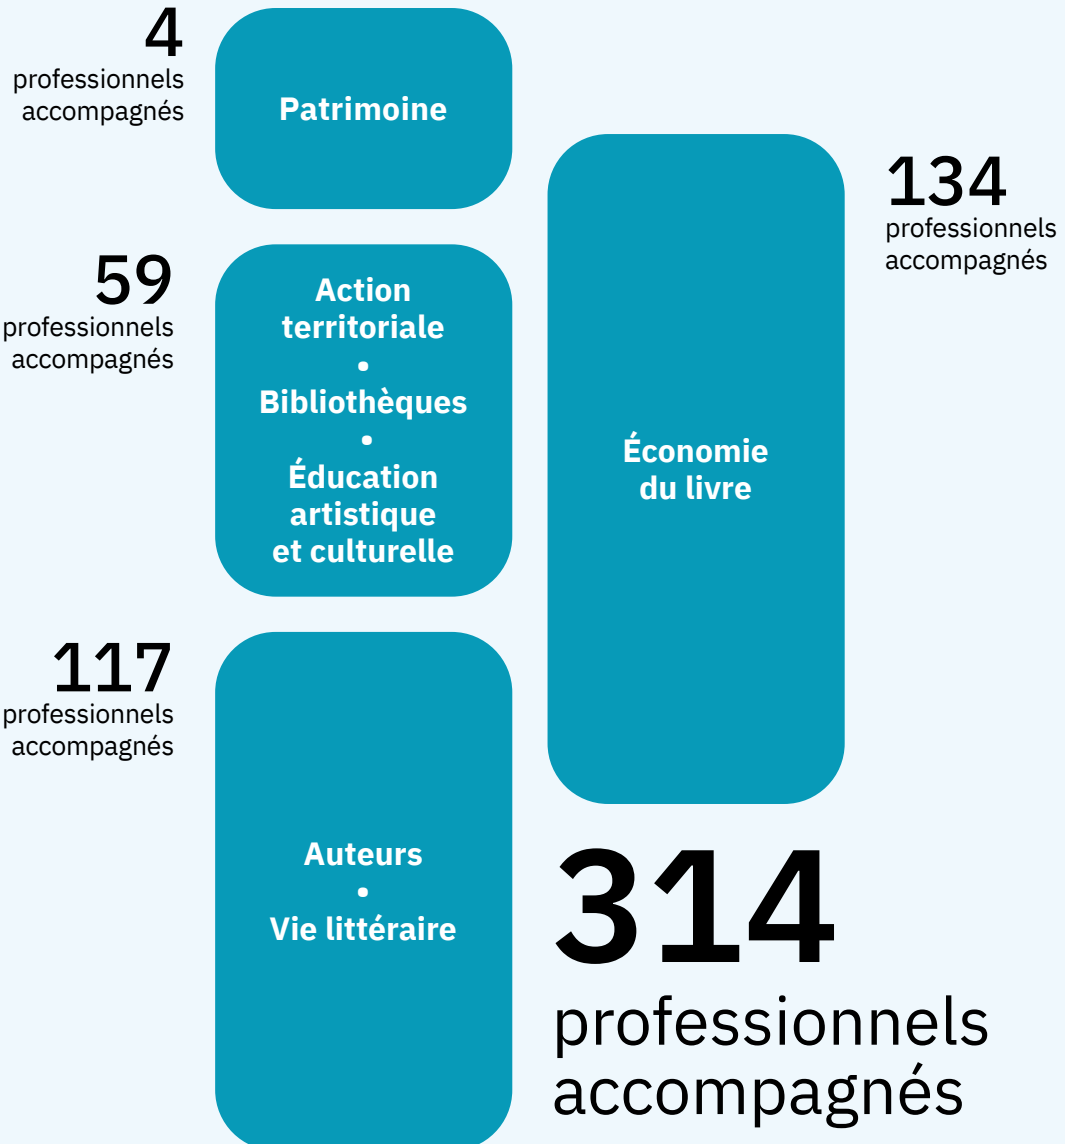 4
professionnels
accompagnés
Patrimoine
134
professionnels
accompagnés
59
professionnels
accompagnés
Action
territoriale
•
Bibliothèques
•
Éducation
artistique
et culturelle
Économie
du livre
117
professionnels
accompagnés
Auteurs
•
Vie littéraire
314
professionnels
accompagnés